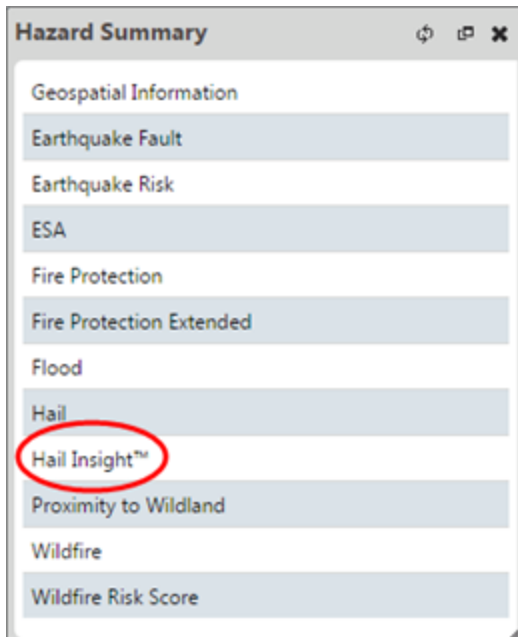 Hazard Summary
Geospatial Information
Earthquake Fault
Earthquake Risk
ESA
Fire Protection
Fire Protection Extended
Flood
Hail
Hail Insight™
Proximity to Wildland
Wildfire
Wildfire Risk Score